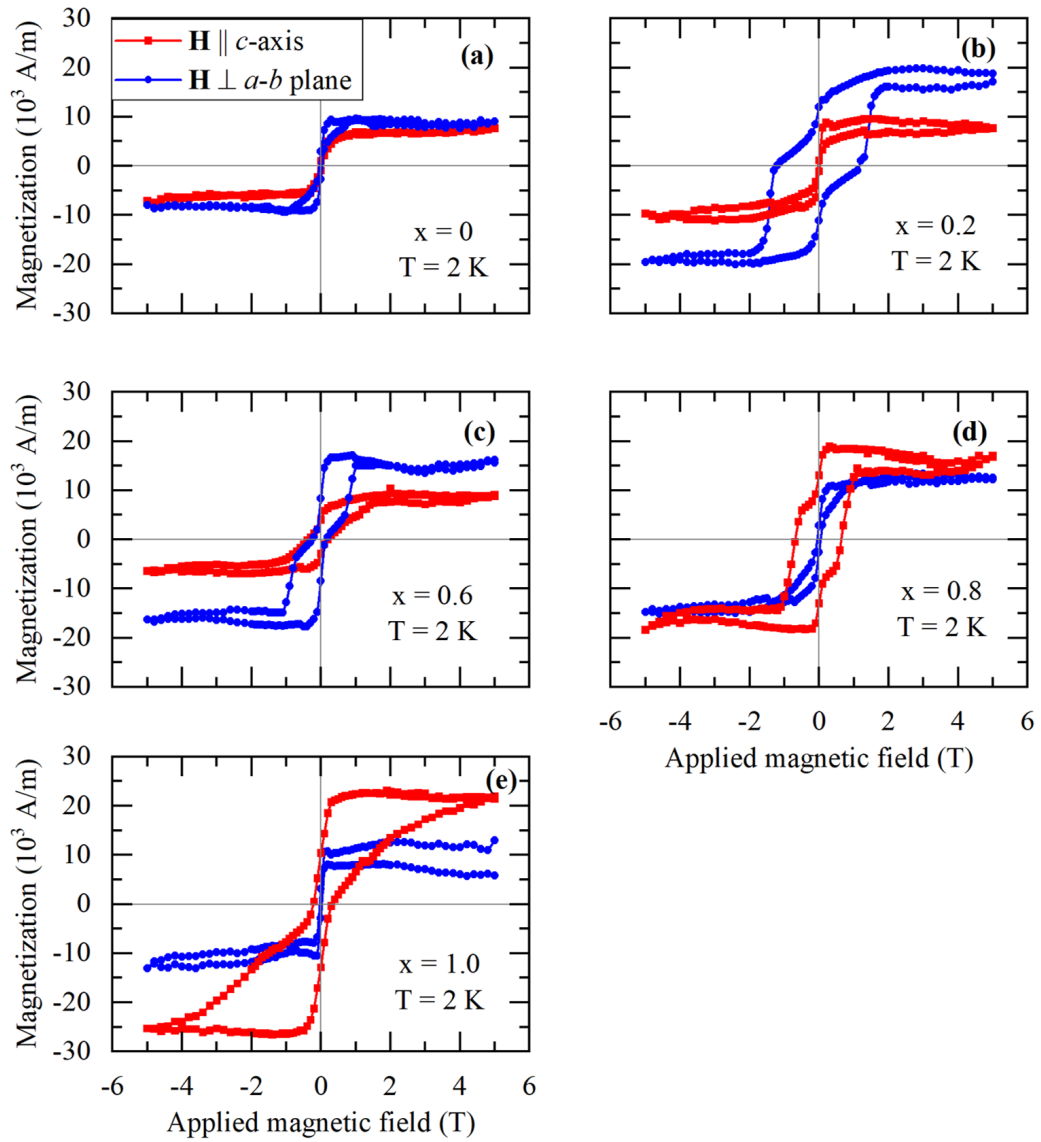 H ∥ c-axis
H ⊥ a-b plane
(a)
x = 0
T = 2 K
Magnetization (10³ A/m)
30
20
10
0
-10
-20
-30
(b)
x = 0.2
T = 2 K
(c)
x = 0.6
T = 2 K
Magnetization (10³ A/m)
30
20
10
0
-10
-20
-30
(d)
x = 0.8
T = 2 K
-6 -4 -2 0 2 4 6
Applied magnetic field (T)
(e)
x = 1.0
T = 2 K
Magnetization (10³ A/m)
30
20
10
0
-10
-20
-30
-6 -4 -2 0 2 4 6
Applied magnetic field (T)